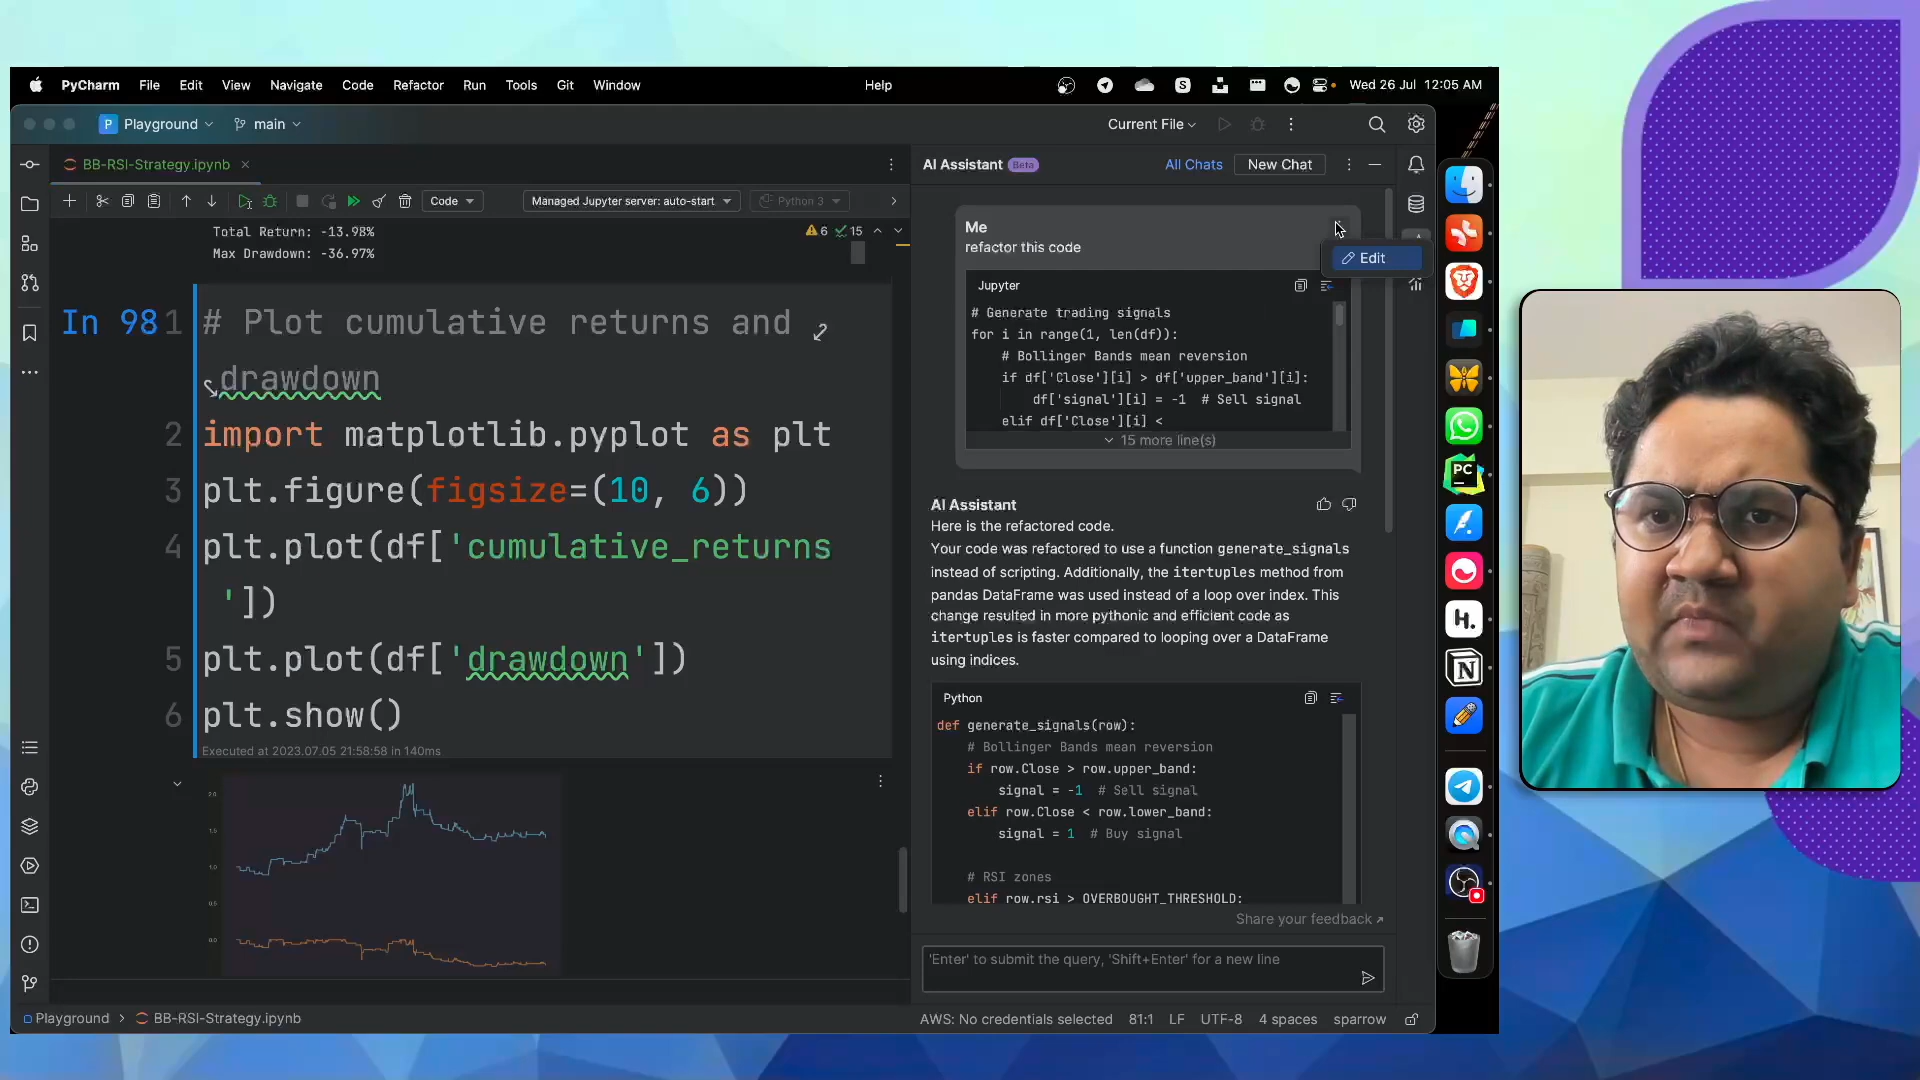 PyCharm File Edit View Navigate Code Refactor Run Tools Git Window Help Wed 26 Jul 12:05 AM
P Playground main Current File
BB-RSI-Strategy.ipynb
Code Managed Jupyter server: auto-start Python 3
Total Return: -13.98%
Max Drawdown: -36.97%
6 15
In 98
1 # Plot cumulative returns and
drawdown
2 import matplotlib.pyplot as plt
3 plt.figure(figsize=(10, 6))
4 plt.plot(df['cumulative_returns
'])
5 plt.plot(df['drawdown'])
6 plt.show()
Executed at 2023.07.05 21:58:58 in 140ms
2.0
1.5
1.0
0.5
0.0
AI Assistant Beta All Chats New Chat
Me
refactor this code
Edit
Jupyter
# Generate trading signals
for i in range(1, len(df)):
# Bollinger Bands mean reversion
if df['Close'][i] > df['upper_band'][i]:
df['signal'][i] = -1 # Sell signal
elif df['Close'][i] <
15 more line(s)
AI Assistant
Here is the refactored code.
Your code was refactored to use a function generate_signals
instead of scripting. Additionally, the itertuples method from
pandas DataFrame was used instead of a loop over index. This
change resulted in more pythonic and efficient code as
itertuples is faster compared to looping over a DataFrame
using indices.
Python
def generate_signals(row):
# Bollinger Bands mean reversion
if row.Close > row.upper_band:
signal = -1 # Sell signal
elif row.Close < row.lower_band:
signal = 1 # Buy signal
# RSI zones
elif row.rsi > OVERBOUGHT_THRESHOLD:
Share your feedback
'Enter' to submit the query, 'Shift+Enter' for a new line
Playground > BB-RSI-Strategy.ipynb
AWS: No credentials selected 81:1 LF UTF-8 4 spaces sparrow
S
PC
h.
N